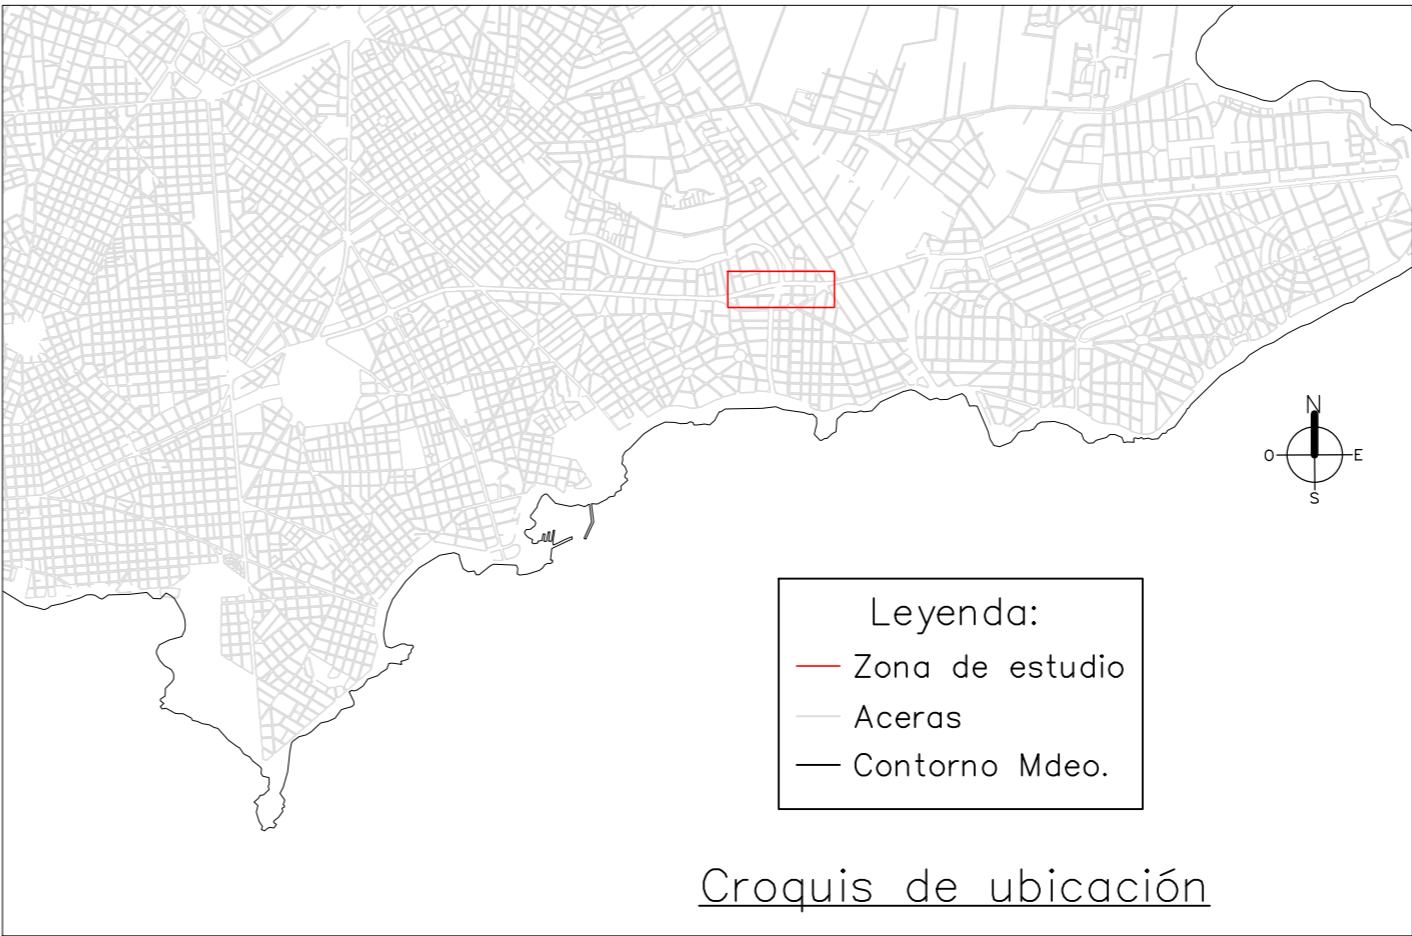 N
O
E
S
Leyenda:
Zona de estudio
Aceras
Contorno Mdeo.
Croquis de ubicación